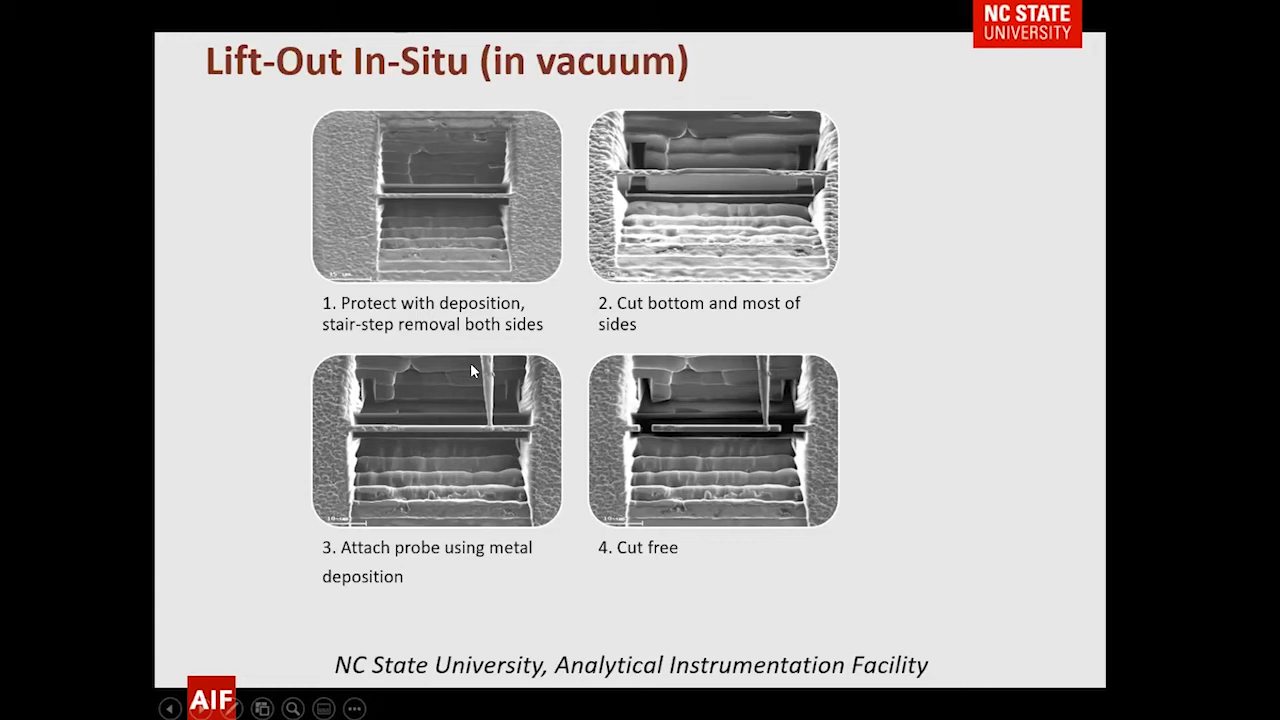 NC STATE
UNIVERSITY
Lift-Out In-Situ (in vacuum)
1. Protect with deposition,
stair-step removal both sides
2. Cut bottom and most of
sides
3. Attach probe using metal
deposition
4. Cut free
NC State University, Analytical Instrumentation Facility
AIF